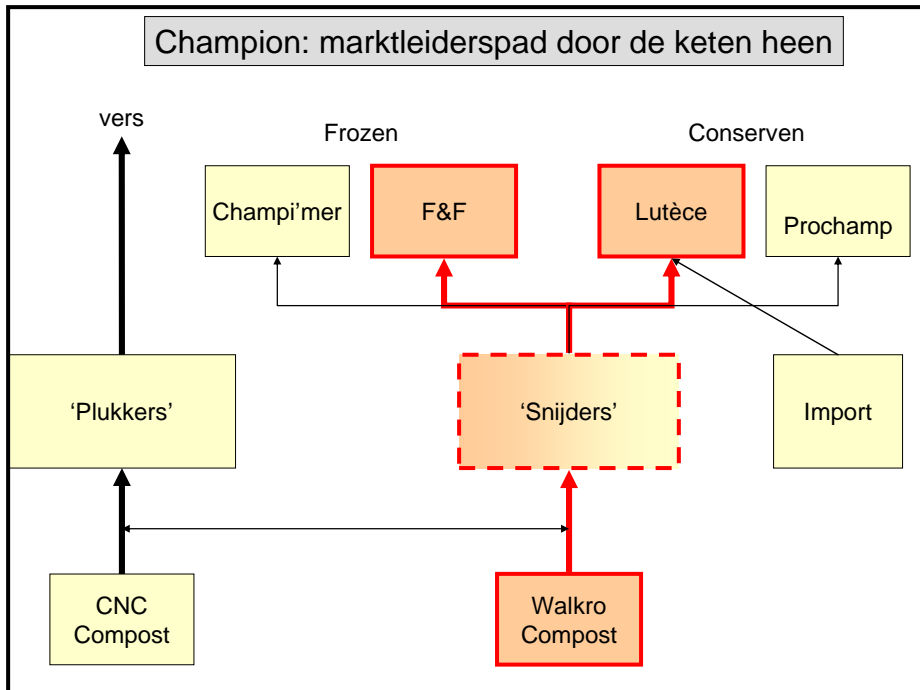 Champion: marktleiderspad door de keten heen
vers
Frozen
Conserven
Champi’mer
F&F
Lutèce
Prochamp
‘Plukkers’
‘Snijders’
Import
CNC
Compost
Walkro
Compost